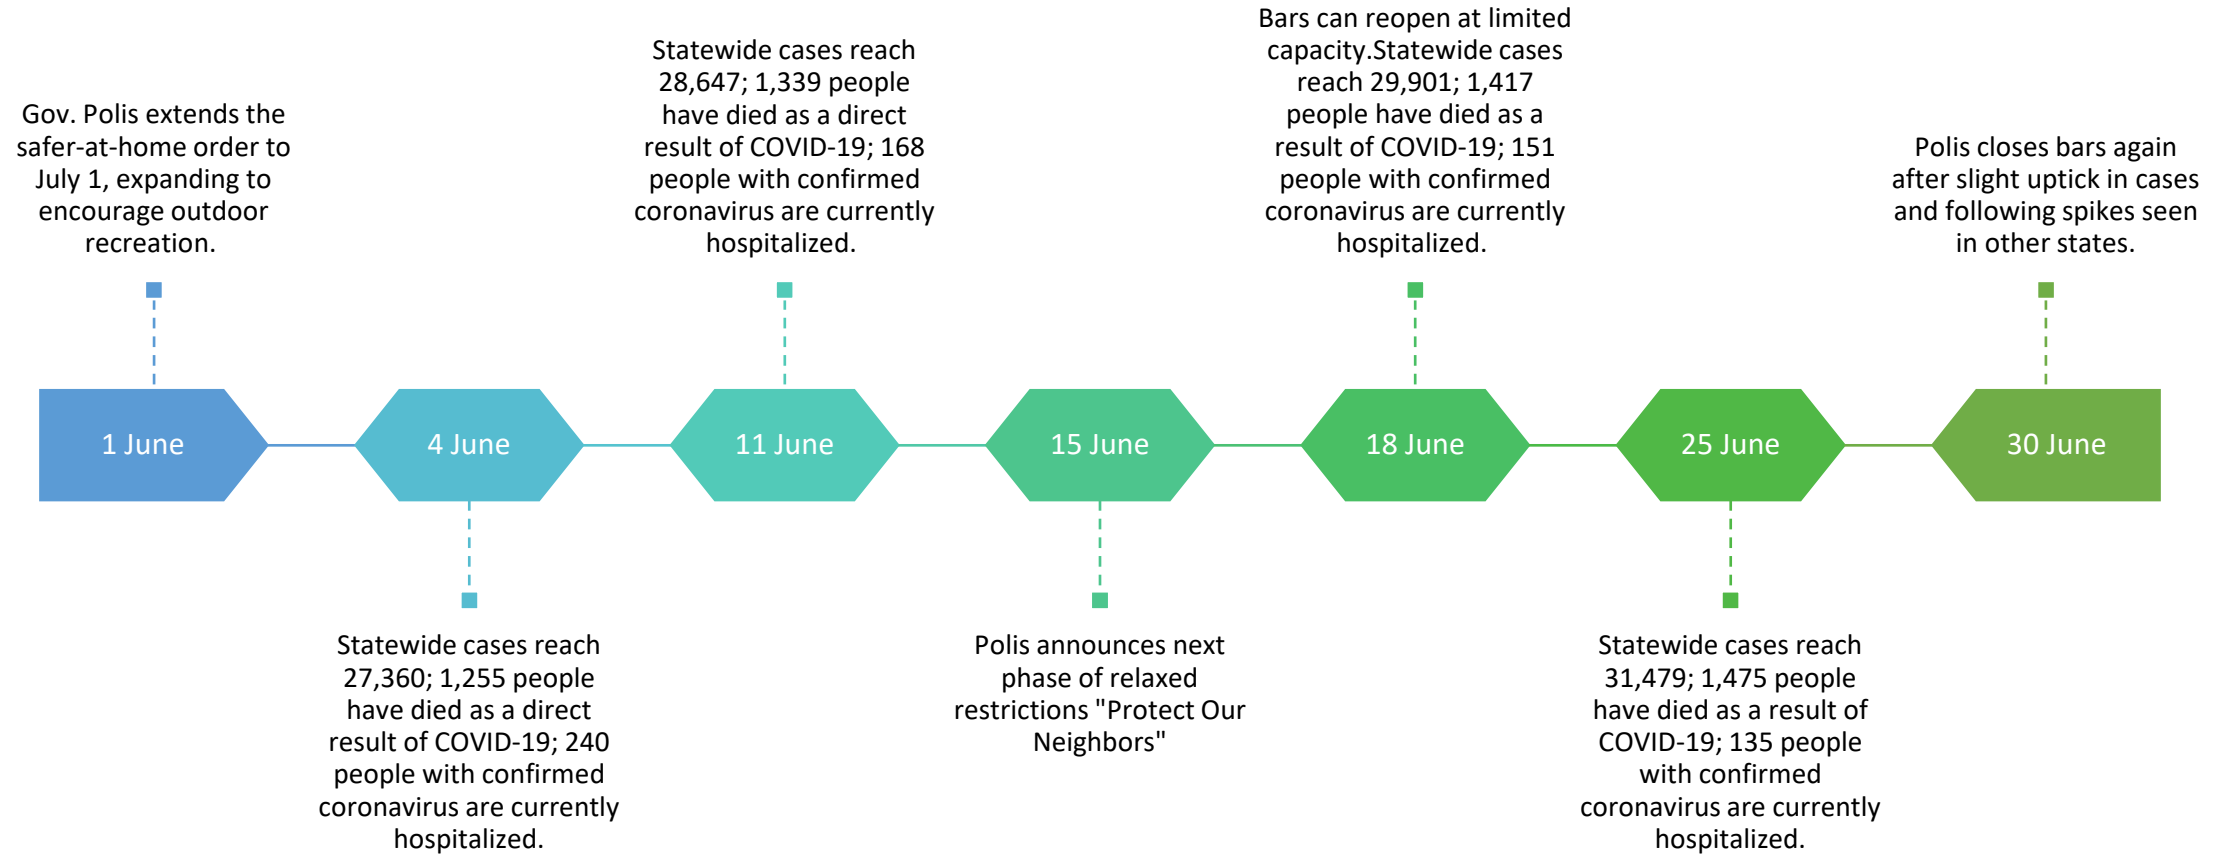 Gov. Polis extends the
safer-at-home order to
July 1, expanding to
encourage outdoor
recreation.
Statewide cases reach
28,647; 1,339 people
have died as a direct
result of COVID-19; 168
people with confirmed
coronavirus are currently
hospitalized.
Bars can reopen at limited
capacity.Statewide cases
reach 29,901; 1,417
people have died as a
result of COVID-19; 151
people with confirmed
coronavirus are currently
hospitalized.
Polis closes bars again
after slight uptick in cases
and following spikes seen
in other states.
1 June
4 June
11 June
15 June
18 June
25 June
30 June
Statewide cases reach
27,360; 1,255 people
have died as a direct
result of COVID-19; 240
people with confirmed
coronavirus are currently
hospitalized.
Polis announces next
phase of relaxed
restrictions "Protect Our
Neighbors"
Statewide cases reach
31,479; 1,475 people
have died as a result of
COVID-19; 135 people
with confirmed
coronavirus are currently
hospitalized.